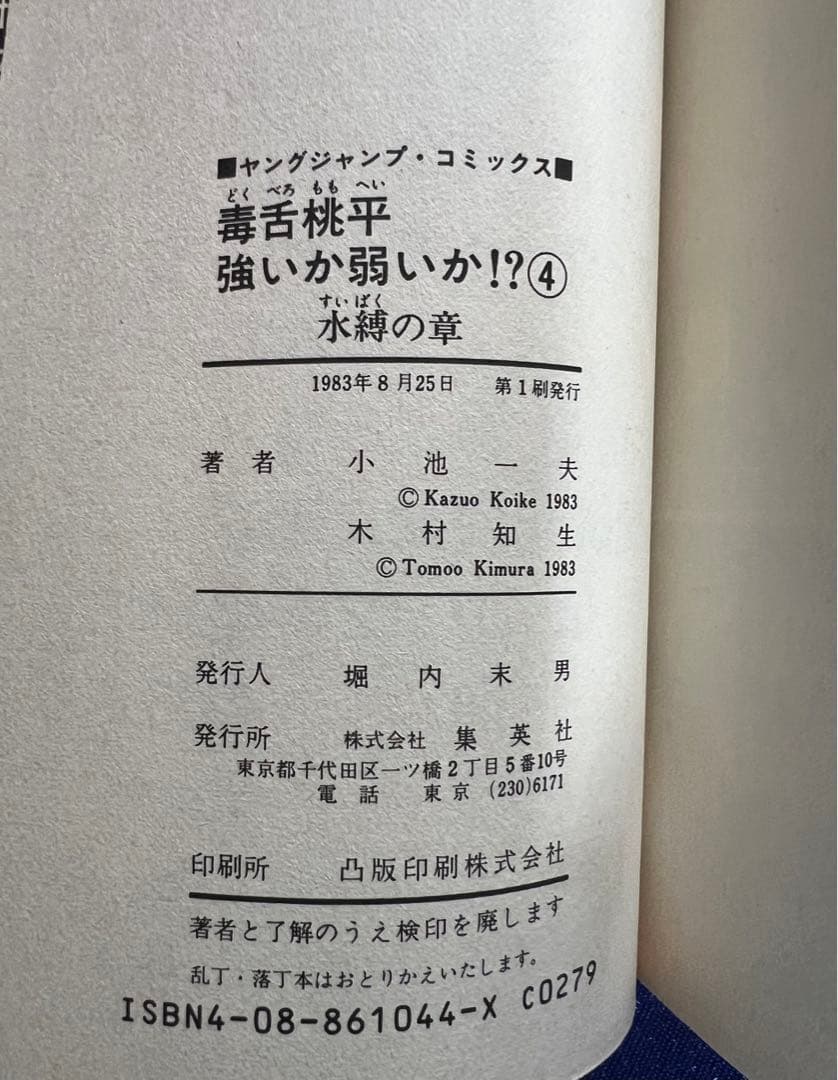 ■ヤングジャンプ・コミックス■
どく べろ もも へい
毒舌桃平
強いか弱いか!?④
すい ばく
水縛の章
1983年8月25日 第1刷発行
著者 小池一夫
© Kazuo Koike 1983
木村知生
© Tomoo Kimura 1983
発行人 堀内末男
発行所 株式会社 集英社
東京都千代田区一ツ橋2丁目5番10号
電話 東京 (230)6171
印刷所 凸版印刷株式会社
著者と了解のうえ検印を廃します
乱丁・落丁本はおとりかえいたします。
ISBN4-08-861044-X C0279